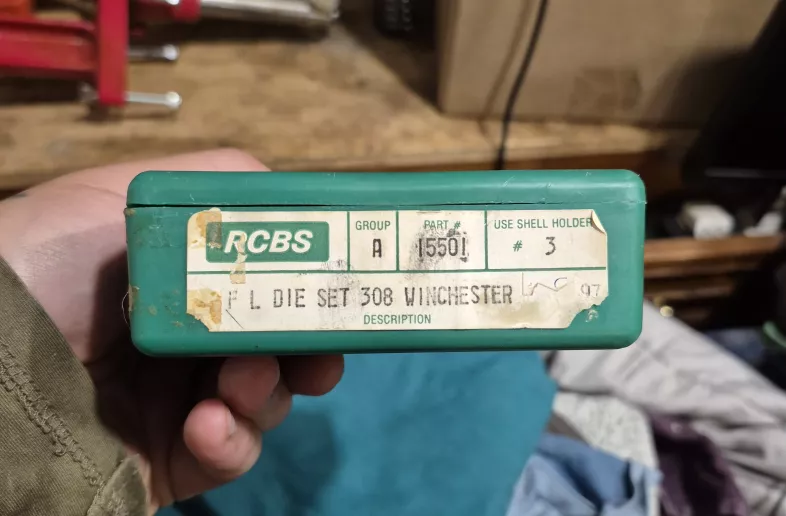 RCBS
GROUP
A
PART #
15501
USE SHELL HOLDER
# 3
F L DIE SET 308 WINCHESTER
97
DESCRIPTION